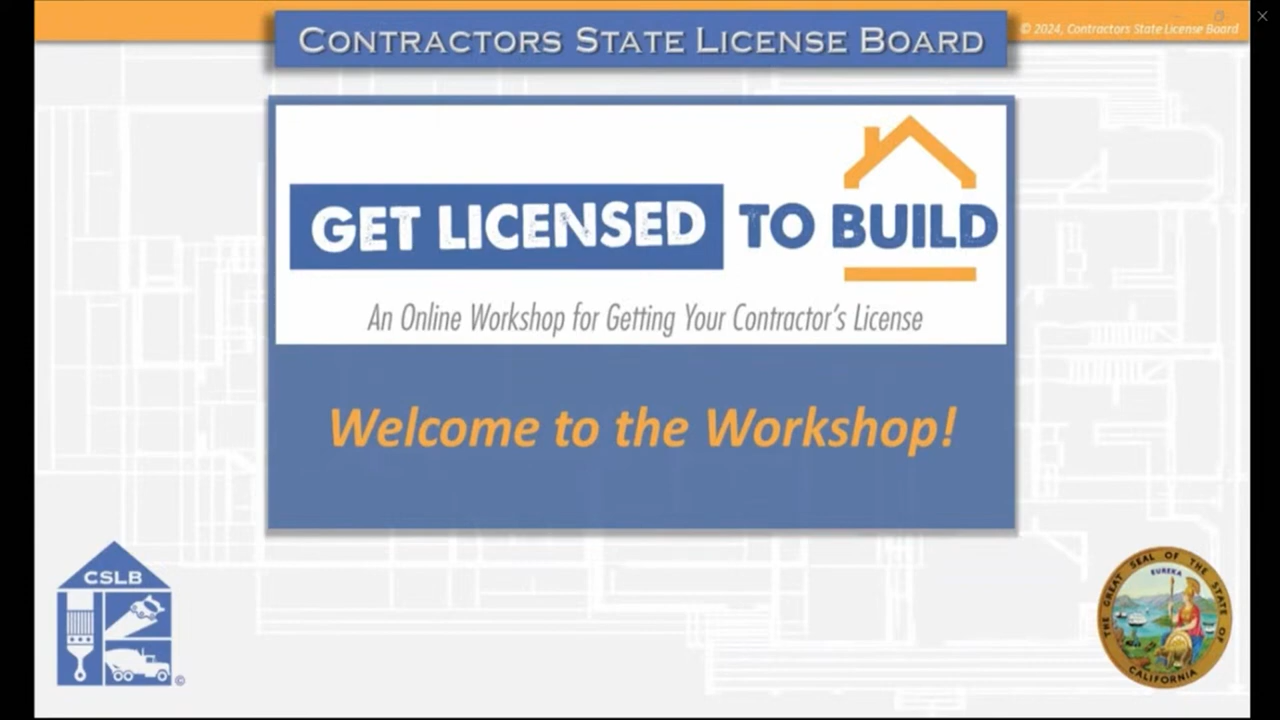 CONTRACTORS STATE LICENSE BOARD
© 2024, Contractors State License Board
GET LICENSED TO BUILD
An Online Workshop for Getting Your Contractor's License
Welcome to the Workshop!
CSLB
©
THE GREAT SEAL OF THE STATE OF CALIFORNIA
EUREKA